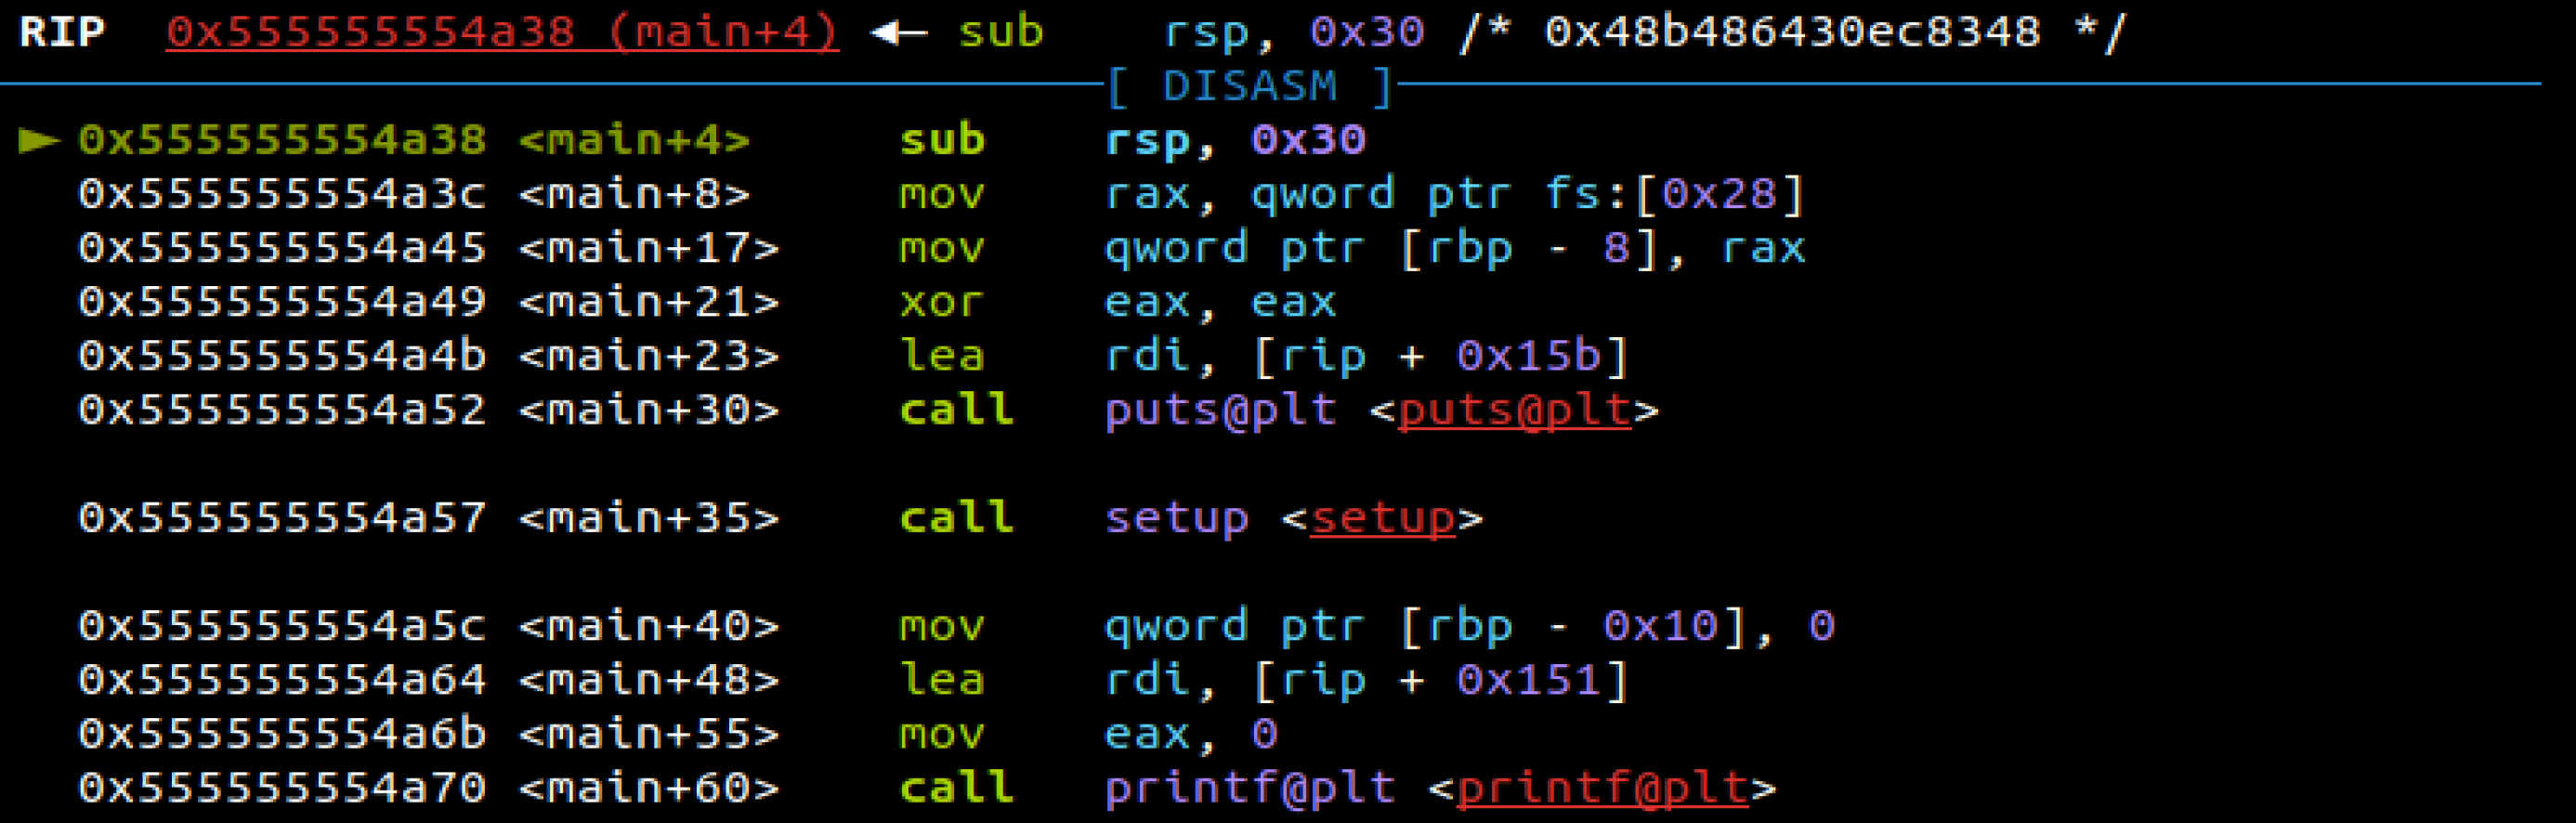 RIP  0x555555554a38 (main+4) ◂— sub    rsp, 0x30 /* 0x48b486430ec8348 */
[ DISASM ]
► 0x555555554a38 <main+4>     sub    rsp, 0x30
0x555555554a3c <main+8>     mov    rax, qword ptr fs:[0x28]
0x555555554a45 <main+17>    mov    qword ptr [rbp - 8], rax
0x555555554a49 <main+21>    xor    eax, eax
0x555555554a4b <main+23>    lea    rdi, [rip + 0x15b]
0x555555554a52 <main+30>    call   puts@plt <puts@plt>
0x555555554a57 <main+35>    call   setup <setup>
0x555555554a5c <main+40>    mov    qword ptr [rbp - 0x10], 0
0x555555554a64 <main+48>    lea    rdi, [rip + 0x151]
0x555555554a6b <main+55>    mov    eax, 0
0x555555554a70 <main+60>    call   printf@plt <printf@plt>